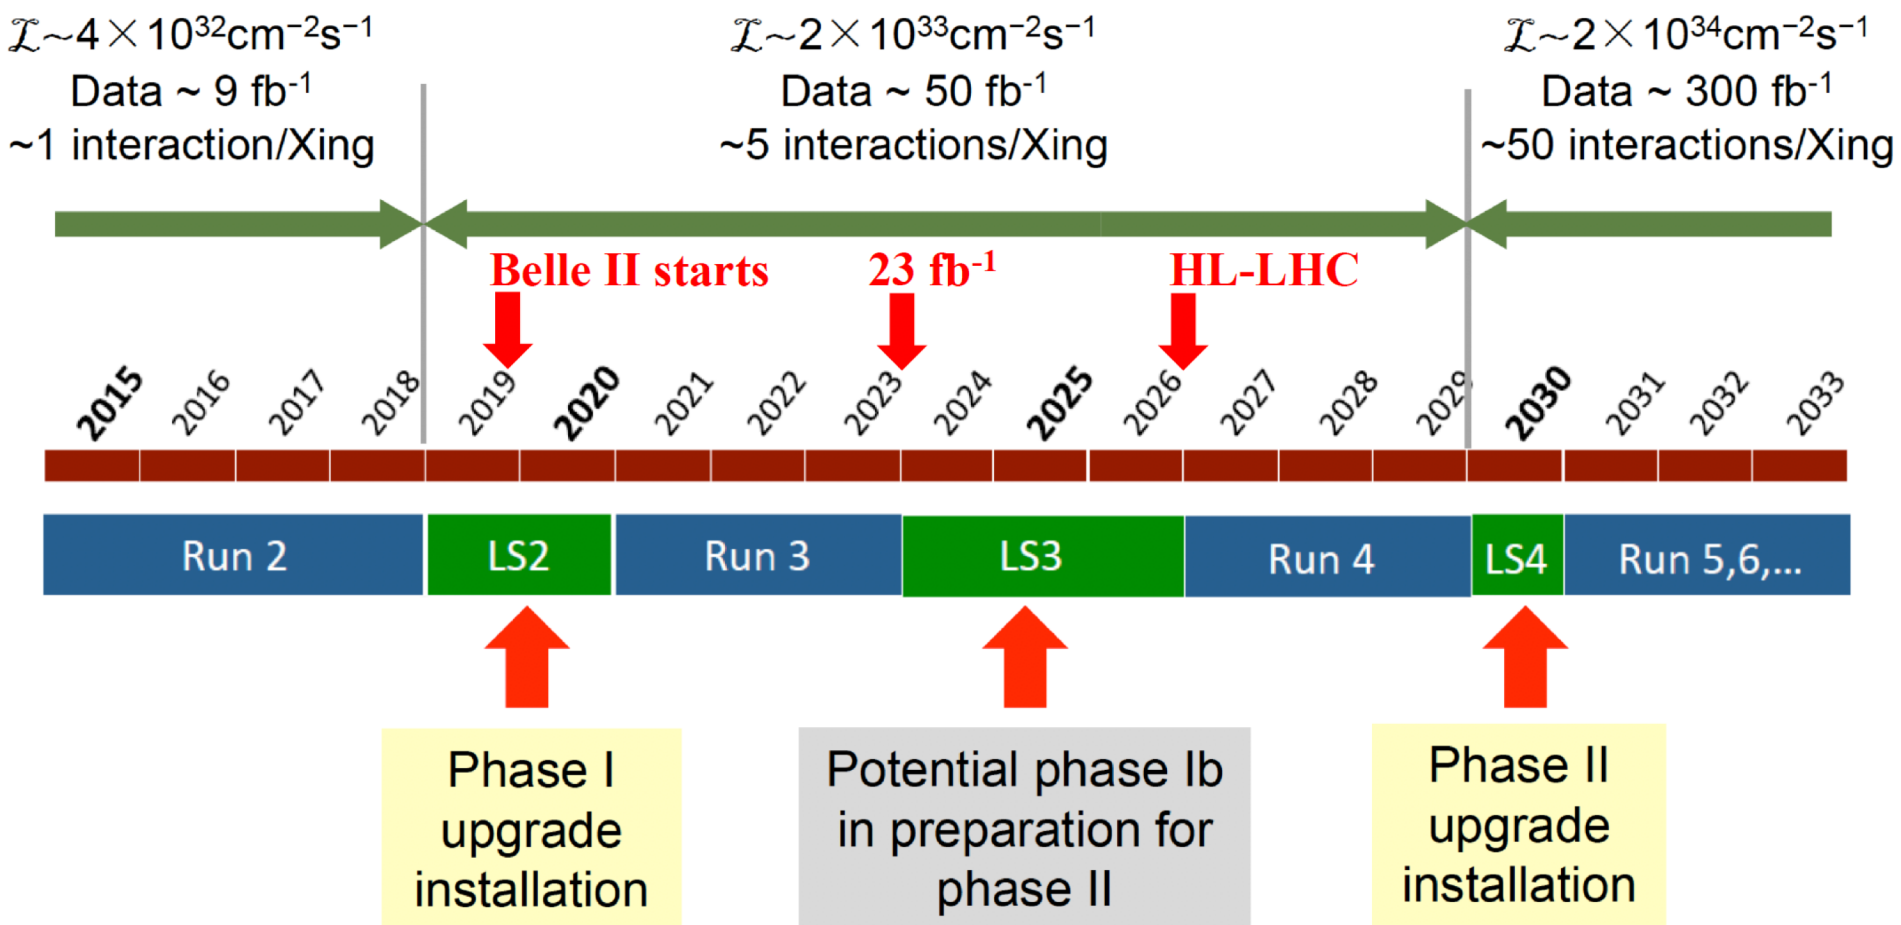 ℒ~4×10³²cm⁻²s⁻¹
Data ~ 9 fb⁻¹
~1 interaction/Xing
ℒ~2×10³³cm⁻²s⁻¹
Data ~ 50 fb⁻¹
~5 interactions/Xing
ℒ~2×10³⁴cm⁻²s⁻¹
Data ~ 300 fb⁻¹
~50 interactions/Xing
Belle II starts
23 fb⁻¹
HL-LHC
2015
2016
2017
2018
2019
2020
2021
2022
2023
2024
2025
2026
2027
2028
2029
2030
2031
2032
2033
Run 2
LS2
Run 3
LS3
Run 4
LS4
Run 5,6,...
Phase I
upgrade
installation
Potential phase Ib
in preparation for
phase II
Phase II
upgrade
installation